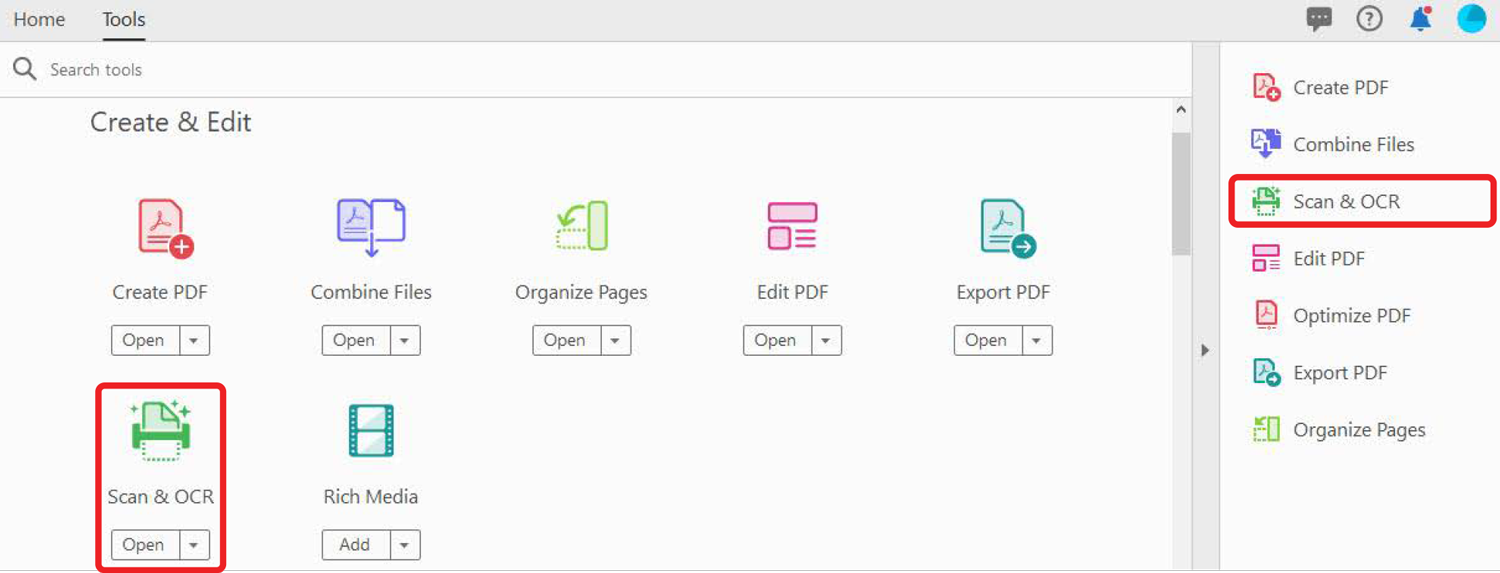 Home Tools
Search tools
Create & Edit
Create PDF Combine Files Organize Pages Edit PDF Export PDF
Open Open Open Open Open
Scan & OCR Rich Media
Open Add
Create PDF
Combine Files
Scan & OCR
Edit PDF
Optimize PDF
Export PDF
Organize Pages